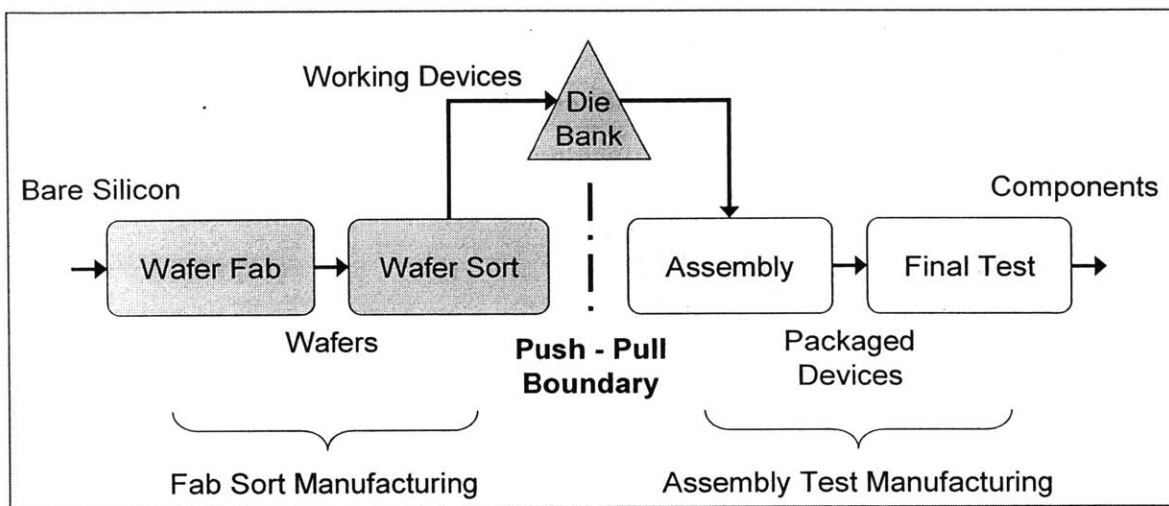 Working Devices
Die
Bank
Bare Silicon
Components
Wafer Fab
Wafer Sort
Assembly
Final Test
Wafers
Push - Pull
Boundary
Packaged
Devices
Fab Sort Manufacturing
Assembly Test Manufacturing